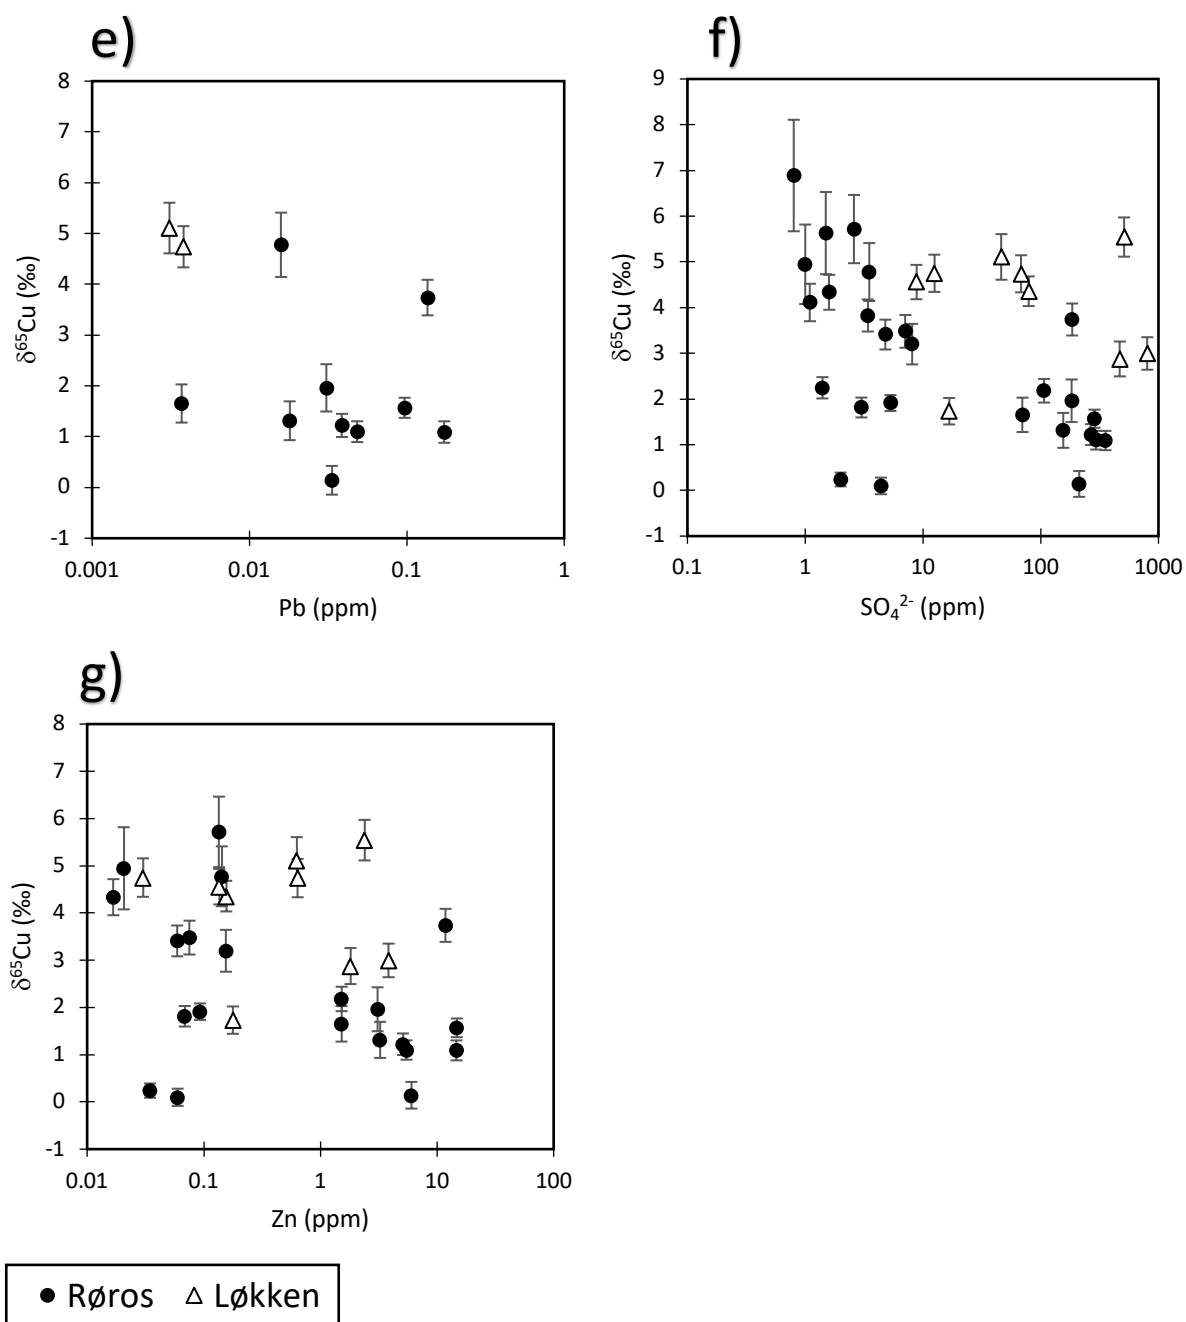 e)
8
7
6
5
4
3
2
1
0
-1
δ⁶⁵Cu (‰)
0.001 0.01 0.1 1
Pb (ppm)
f)
9
8
7
6
5
4
3
2
1
0
-1
δ⁶⁵Cu (‰)
0.1 1 10 100 1000
SO₄²⁻ (ppm)
g)
8
7
6
5
4
3
2
1
0
-1
δ⁶⁵Cu (‰)
0.01 0.1 1 10 100
Zn (ppm)
Røros Løkken